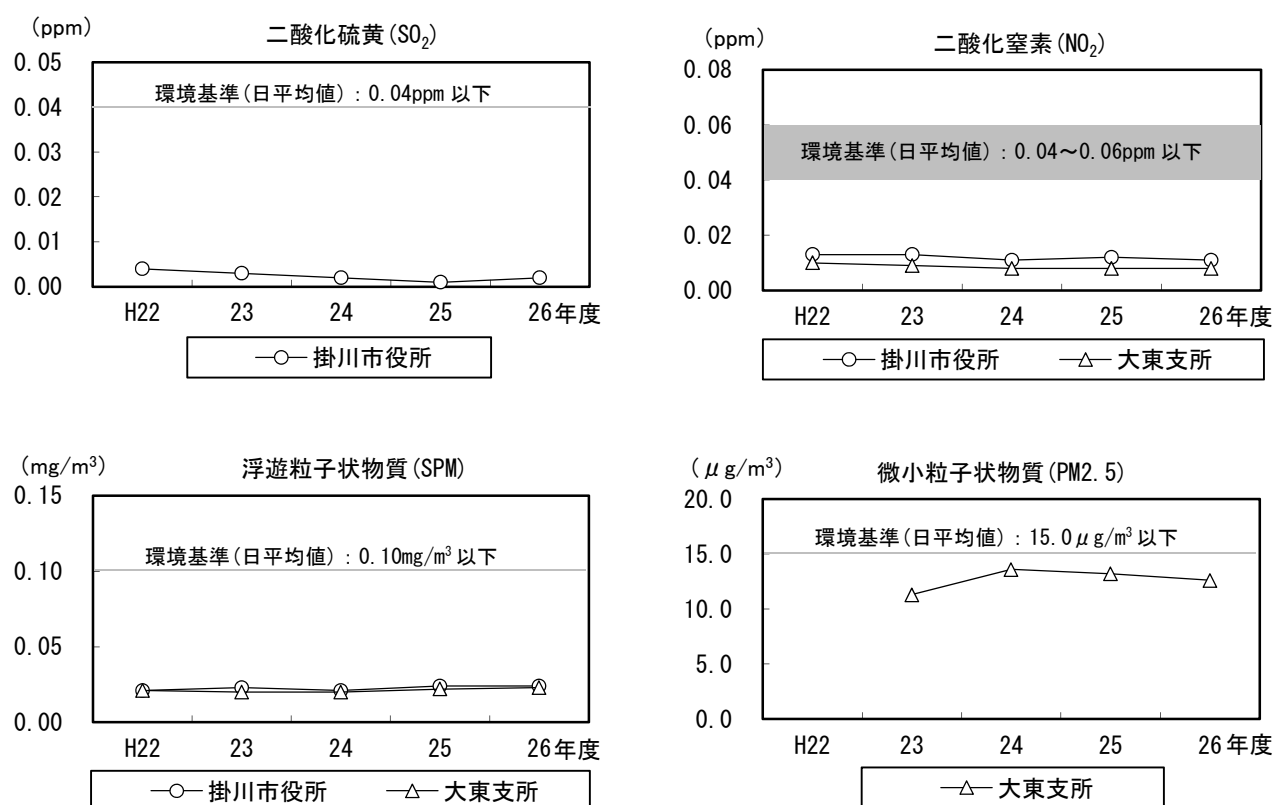 （ppm）
二酸化硫黄(SO₂)
0.05
0.04
0.03
0.02
0.01
0.00
環境基準(日平均値)：0.04ppm 以下
H22 23 24 25 26年度
掛川市役所
（ppm）
二酸化窒素(NO₂)
0.08
0.06
0.04
0.02
0.00
環境基準(日平均値)：0.04～0.06ppm 以下
H22 23 24 25 26年度
掛川市役所 大東支所
（mg/m³）
浮遊粒子状物質(SPM)
0.15
0.10
0.05
0.00
環境基準(日平均値)：0.10mg/m³ 以下
H22 23 24 25 26年度
掛川市役所 大東支所
（μg/m³）
微小粒子状物質(PM2.5)
20.0
15.0
10.0
5.0
0.0
環境基準(日平均値)：15.0μg/m³ 以下
H22 23 24 25 26年度
大東支所